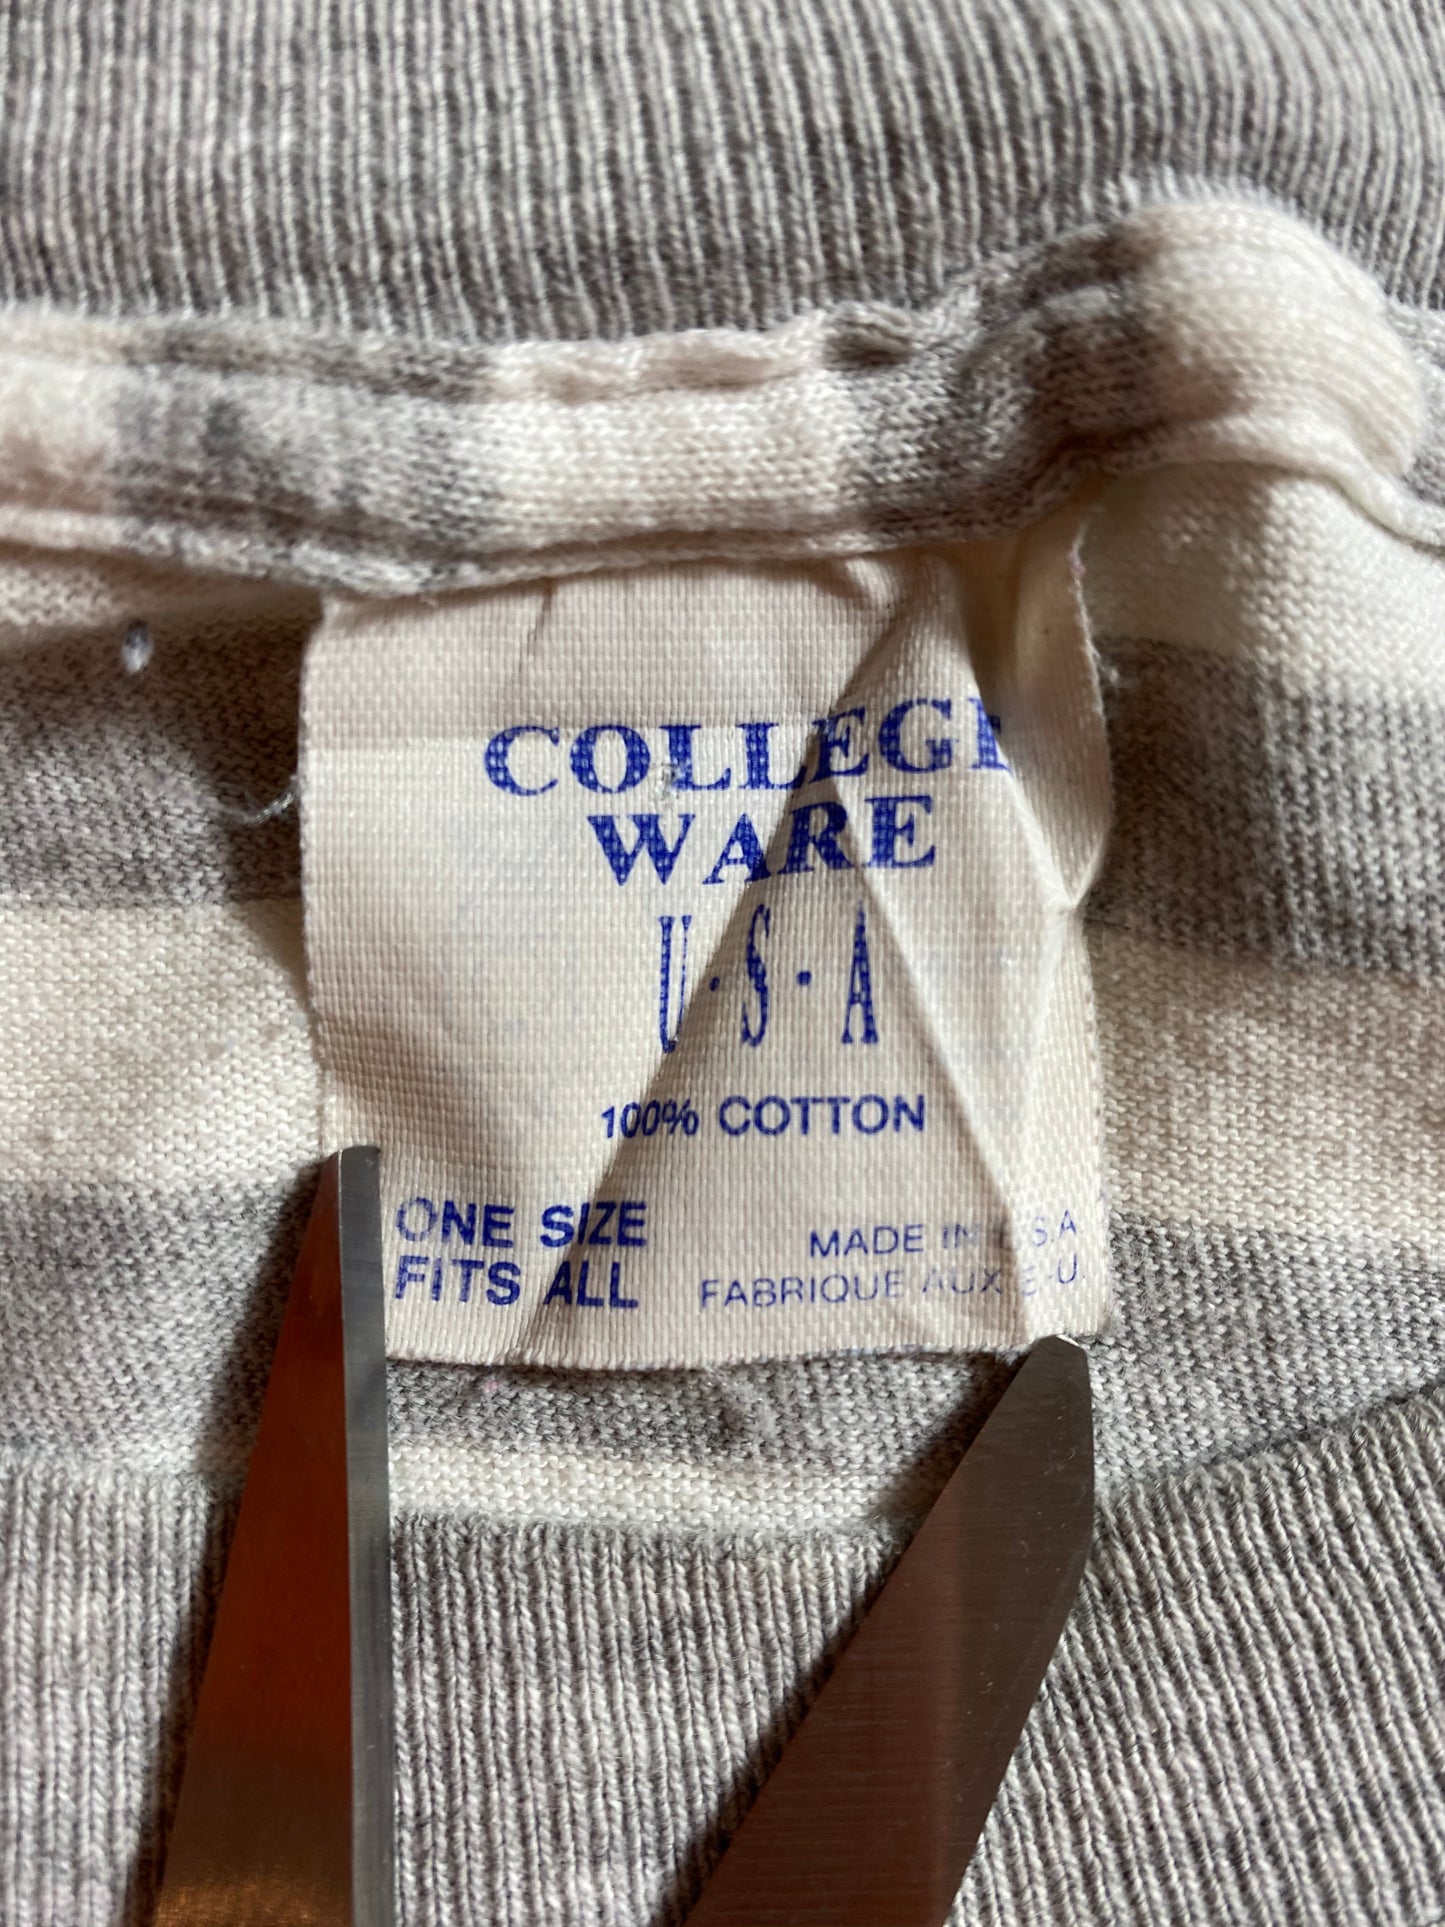 COLLEGE
WARE
U·S·A
100% COTTON
ONE SIZE
FITS ALL
MADE IN U.S.A.
FABRIQUE AUX E-U.